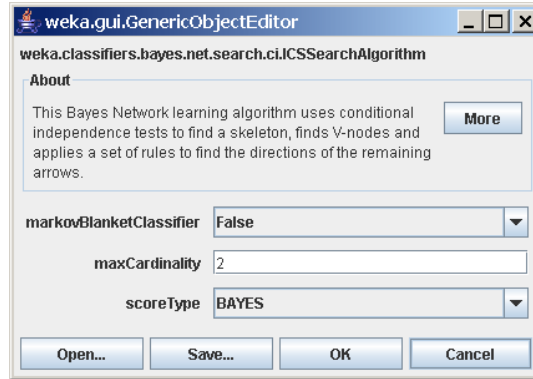 weka.gui.GenericObjectEditor
weka.classifiers.bayes.net.search.ci.ICSSearchAlgorithm
About
This Bayes Network learning algorithm uses conditional
independence tests to find a skeleton, finds V-nodes and
applies a set of rules to find the directions of the remaining
arrows.
More
markovBlanketClassifier False
maxCardinality 2
scoreType BAYES
Open... Save... OK Cancel